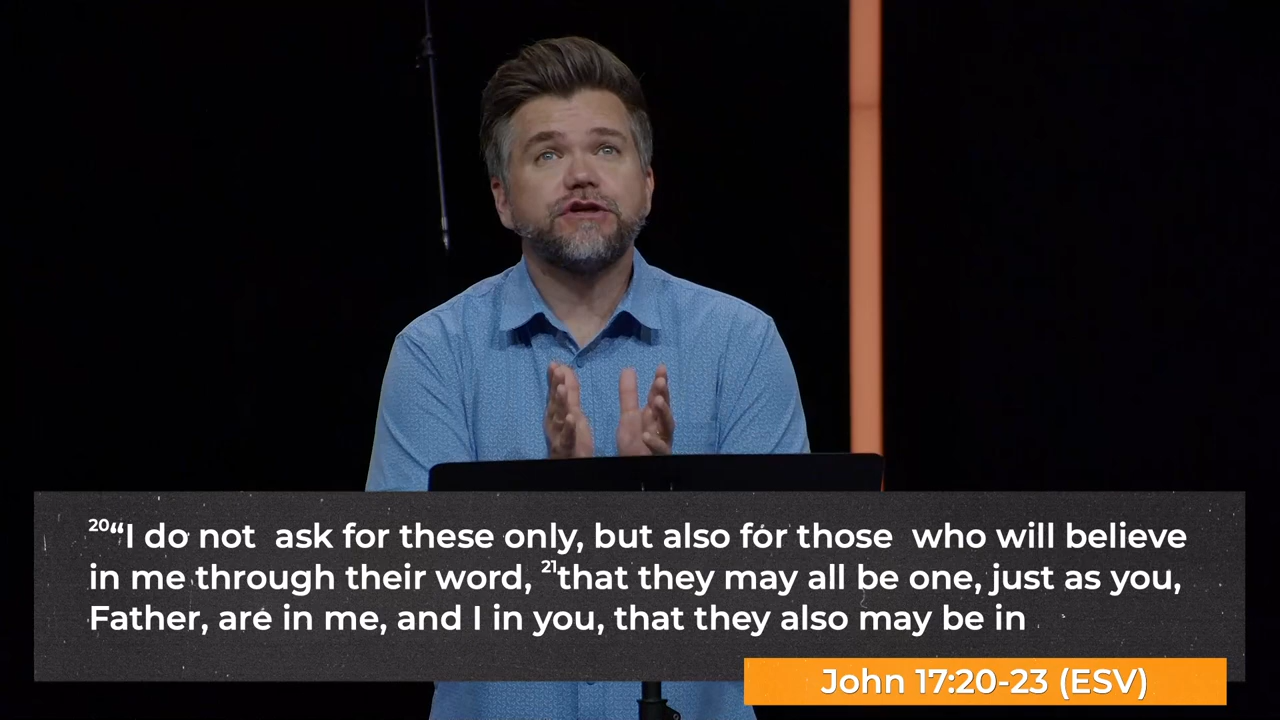 20“I do not ask for these only, but also for those who will believe
in me through their word, 21that they may all be one, just as you,
Father, are in me, and I in you, that they also may be in
John 17:20-23 (ESV)